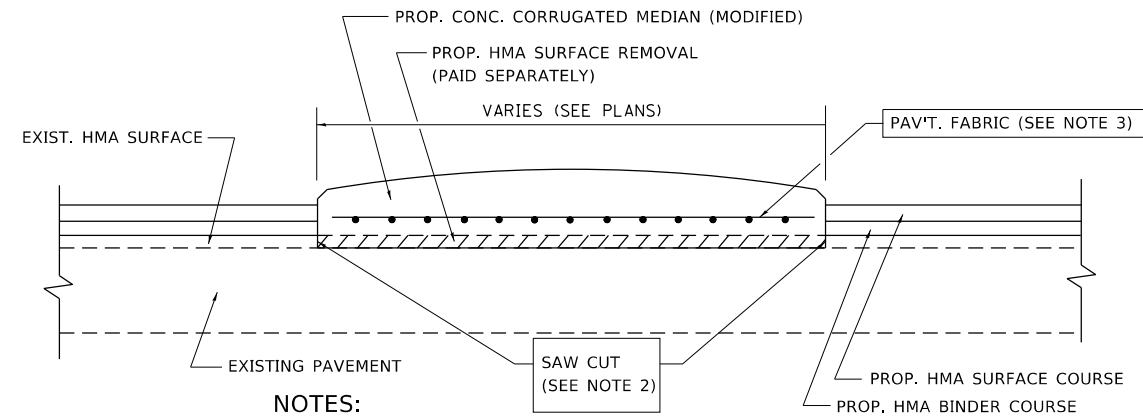 PROP. CONC. CORRUGATED MEDIAN (MODIFIED)
PROP. HMA SURFACE REMOVAL
(PAID SEPARATELY)
VARIES (SEE PLANS)
EXIST. HMA SURFACE
PAV'T. FABRIC (SEE NOTE 3)
EXISTING PAVEMENT
SAW CUT
(SEE NOTE 2)
PROP. HMA SURFACE COURSE
PROP. HMA BINDER COURSE
NOTES: